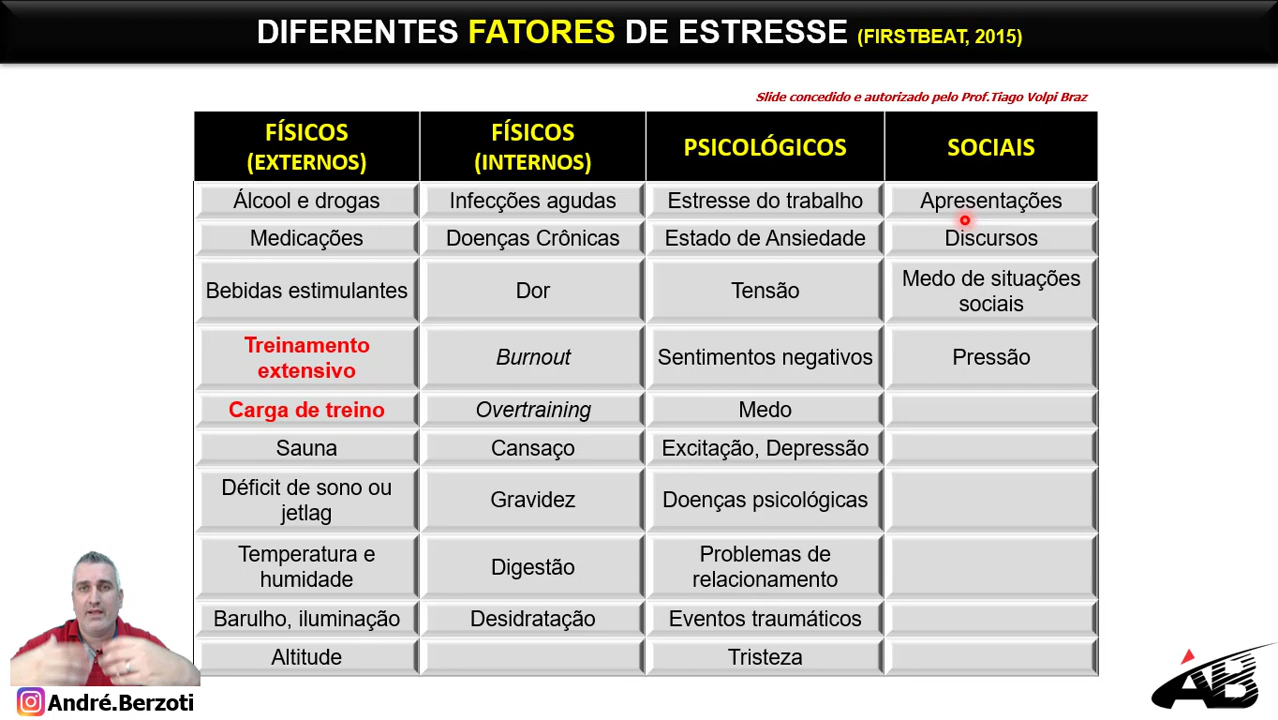 DIFERENTES FATORES DE ESTRESSE (FIRSTBEAT, 2015)
Slide concedido e autorizado pelo Prof.Tiago Volpi Braz
FÍSICOS
(EXTERNOS)
FÍSICOS
(INTERNOS)
PSICOLÓGICOS
SOCIAIS
Álcool e drogas
Infecções agudas
Estresse do trabalho
Apresentações
Medicações
Doenças Crônicas
Estado de Ansiedade
Discursos
Bebidas estimulantes
Dor
Tensão
Medo de situações
sociais
Treinamento
extensivo
Burnout
Sentimentos negativos
Pressão
Carga de treino
Overtraining
Medo
Sauna
Cansaço
Excitação, Depressão
Déficit de sono ou
jetlag
Gravidez
Doenças psicológicas
Temperatura e
humidade
Digestão
Problemas de
relacionamento
Barulho, iluminação
Desidratação
Eventos traumáticos
Altitude
Tristeza
André.Berzoti
AB